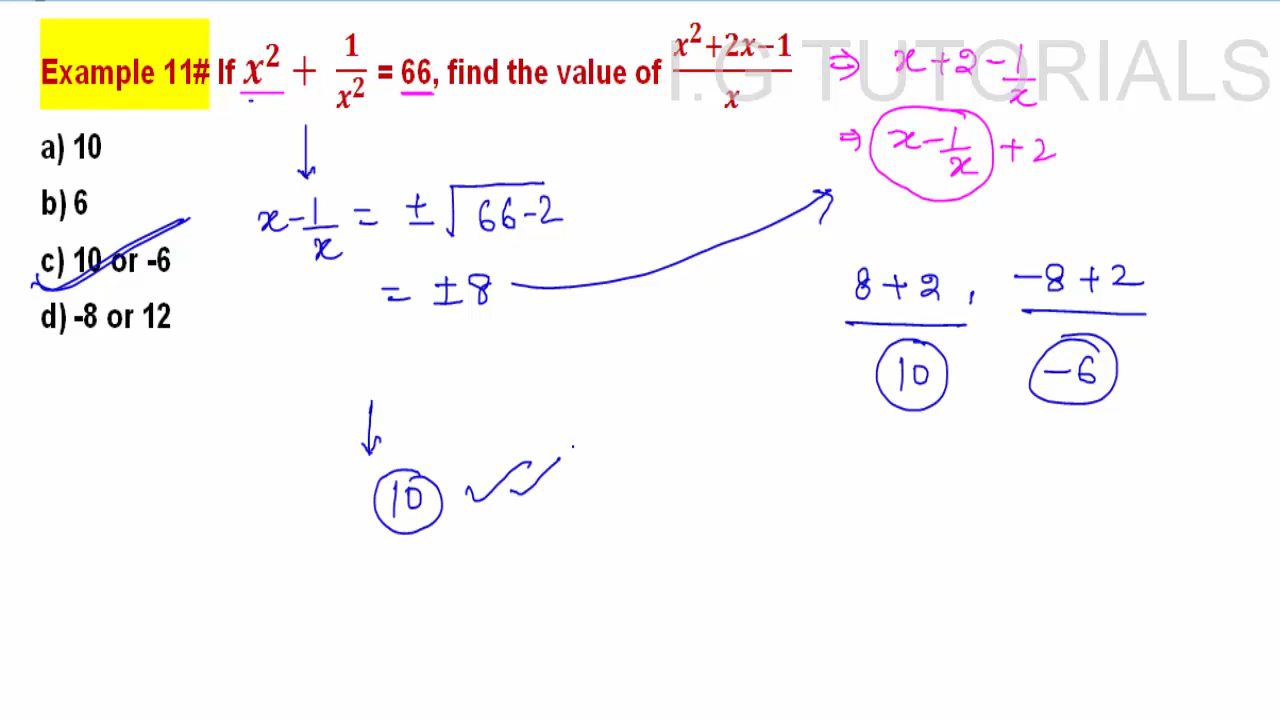 Example 11# If x² + 1/x² = 66, find the value of (x²+2x−1)/x ⇒ x+2−1/x
I.G TUTORIALS
a) 10
⇒ x−1/x +2
b) 6
x−1/x = ±√66−2
c) 10 or -6
= ±8
8+2, −8+2
d) -8 or 12
10 −6
10